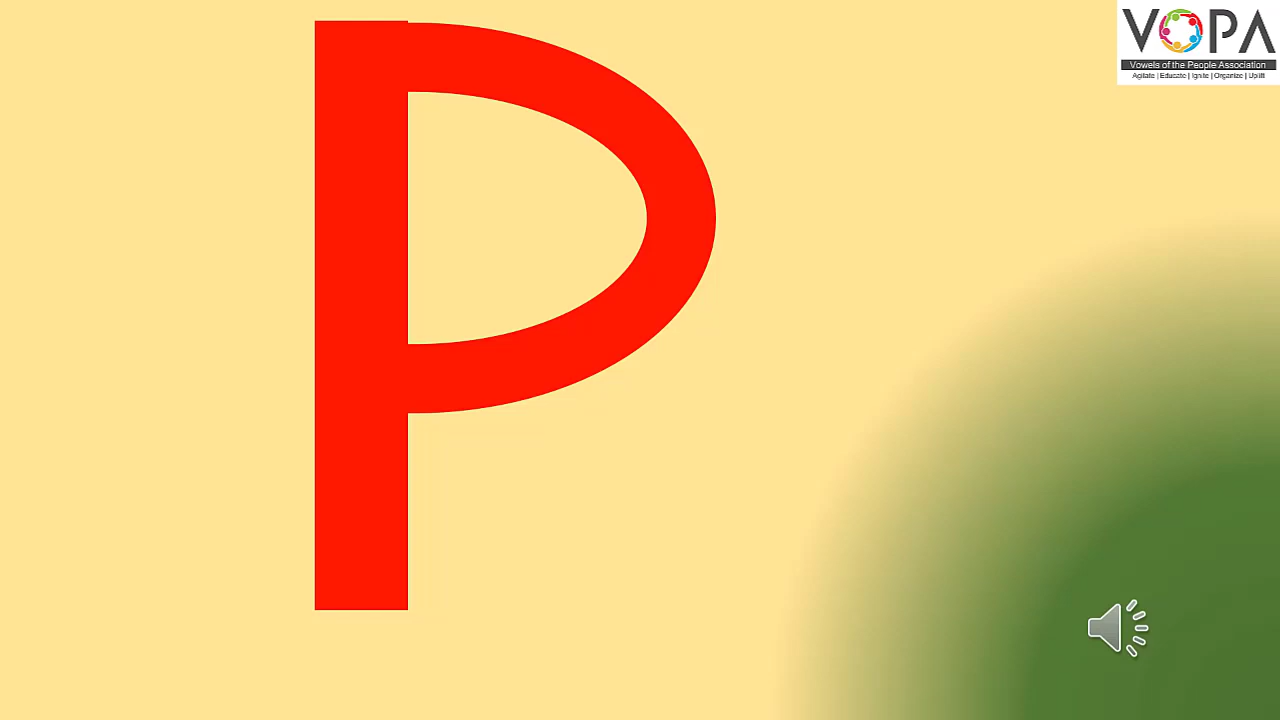 P
VOPA
Vowels of the People Association
Agitate | Educate | Ignite | Organize | Uplift